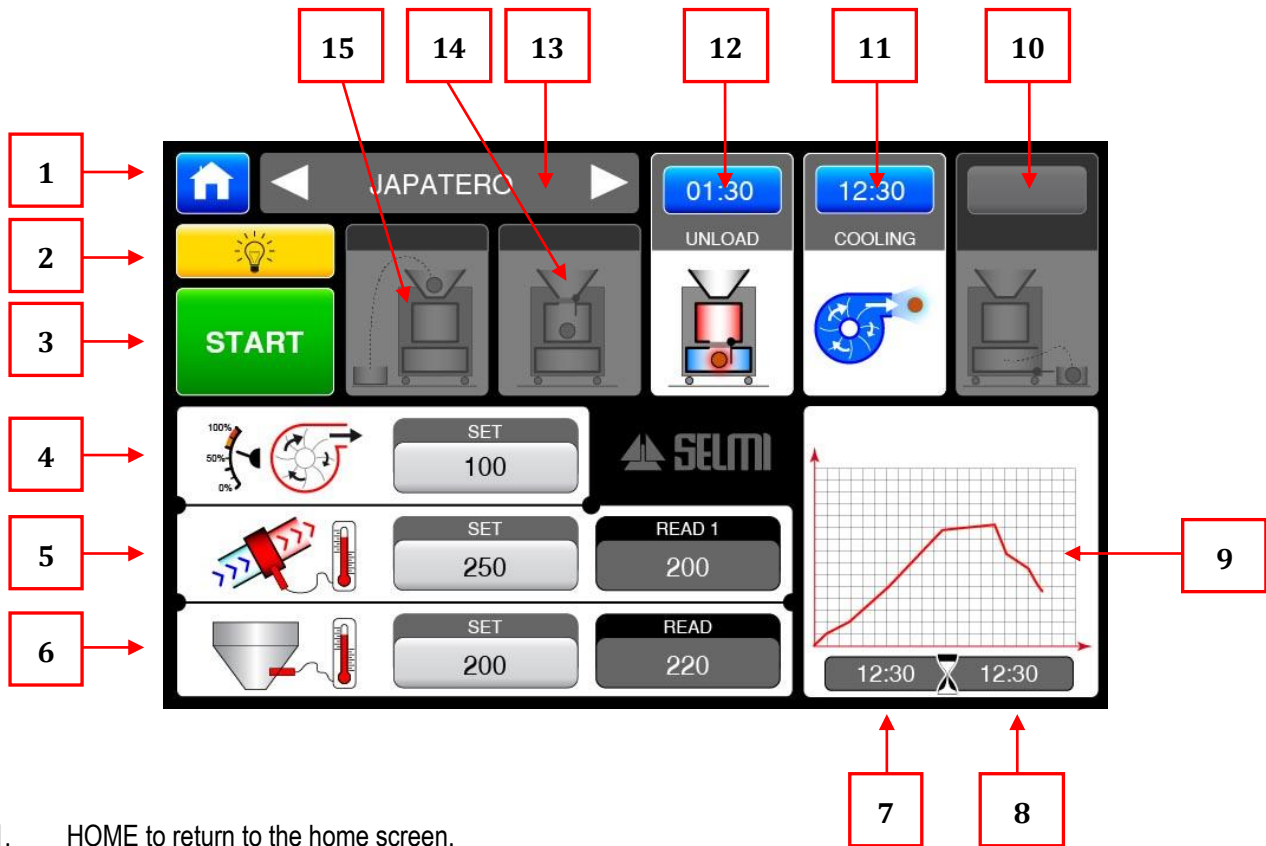 15 14 13 12 11 10
1
2
3
4
5
6
9
7 8
JAPATERO
01:30 12:30
UNLOAD COOLING
START
100%
50%
0%
SET
100
SELMI
SET READ 1
250 200
SET READ
200 220
12:30 12:30
HOME to return to the home screen.